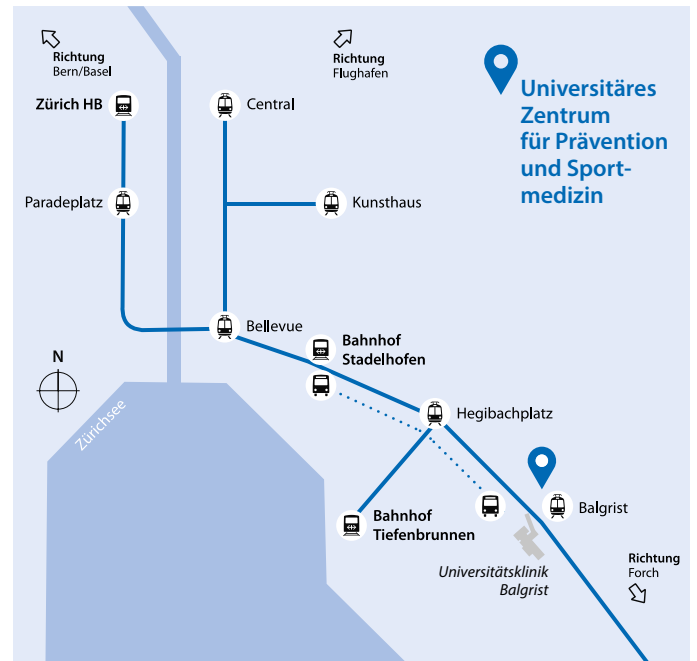 Richtung
Bern/Basel
Richtung
Flughafen
Universitäres
Zentrum
für Prävention
und Sport-
medizin
Zürich HB
Central
Paradeplatz
Kunsthaus
Bellevue
Bahnhof
Stadelhofen
N
Zürichsee
Hegibachplatz
Bahnhof
Tiefenbrunnen
Balgrist
Universitätsklinik
Balgrist
Richtung
Forch